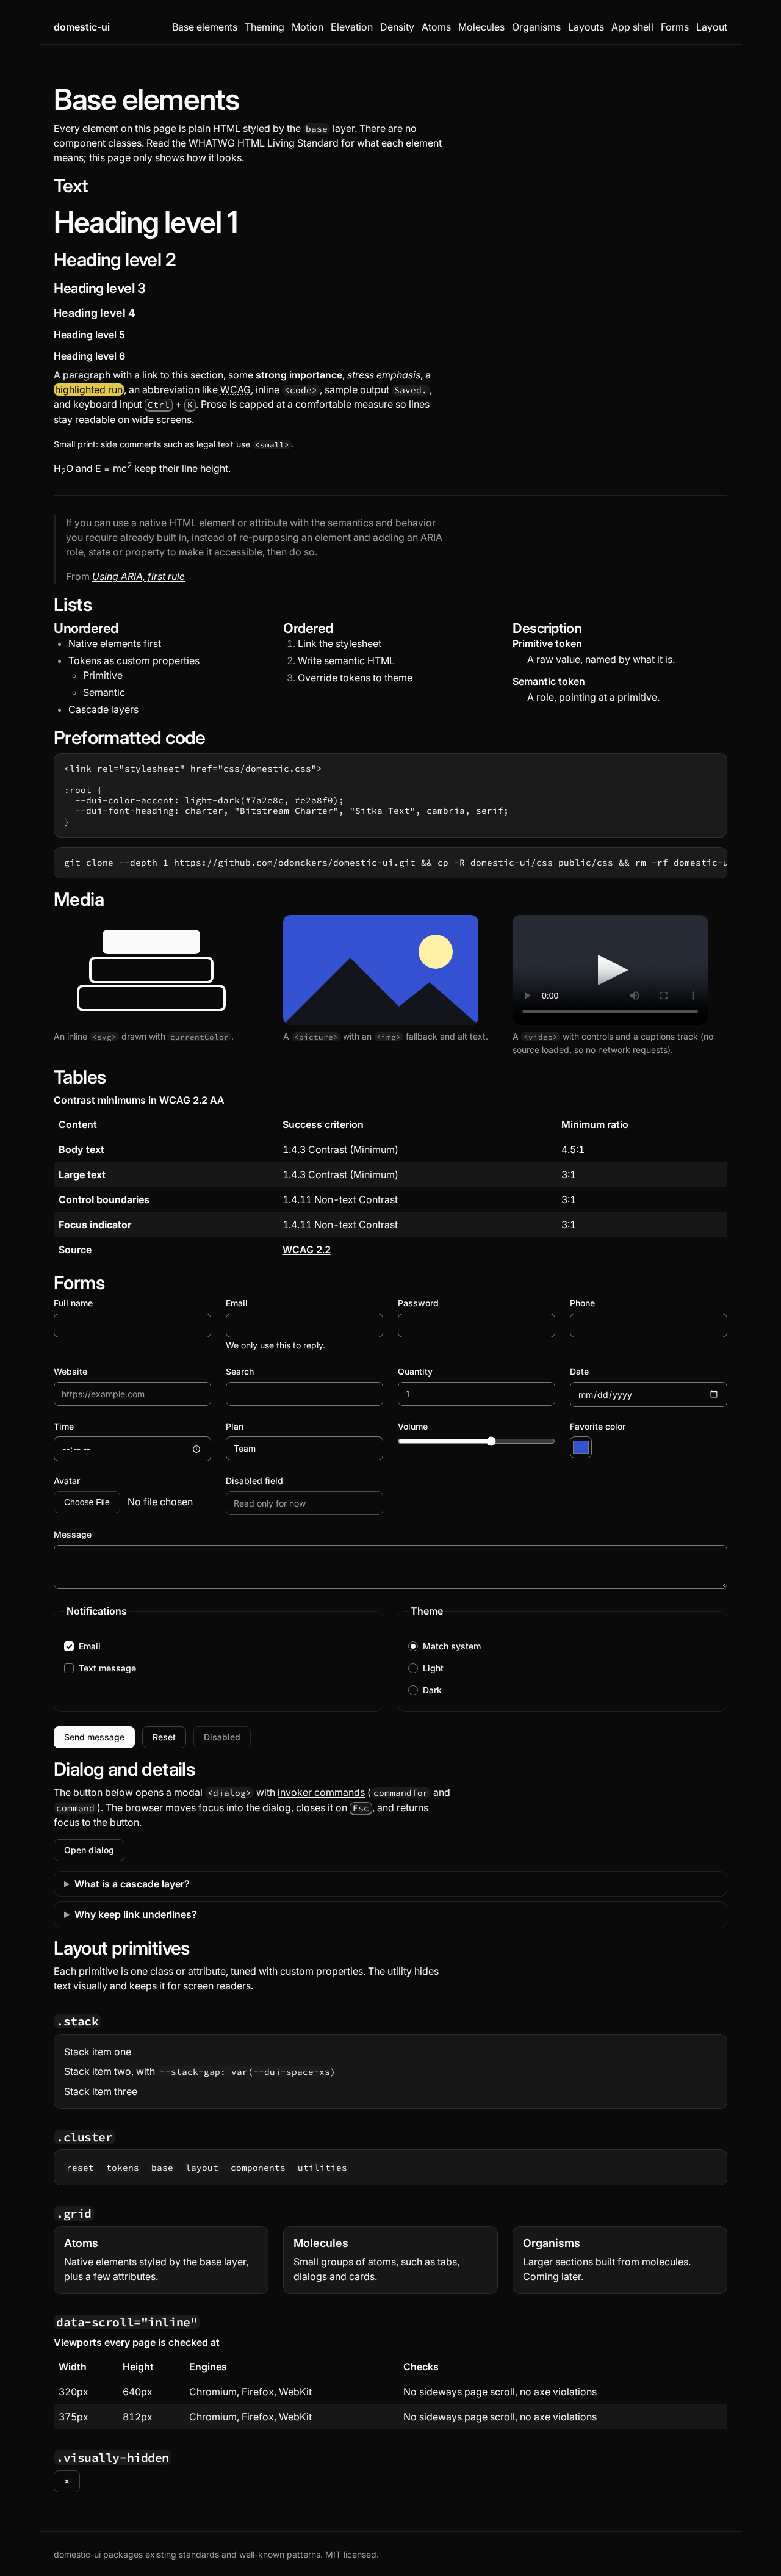 domestic-ui
Base elements Theming Motion Elevation Density Atoms Molecules Organisms Layouts App shell Forms Layout
Base elements
Every element on this page is plain HTML styled by the base layer. There are no
component classes. Read the WHATWG HTML Living Standard for what each element
means; this page only shows how it looks.
Text
Heading level 1
Heading level 2
Heading level 3
Heading level 4
Heading level 5
Heading level 6
A paragraph with a link to this section, some strong importance, stress emphasis, a
highlighted run, an abbreviation like WCAG, inline <code>, sample output Saved.,
and keyboard input Ctrl + K. Prose is capped at a comfortable measure so lines
stay readable on wide screens.
Small print: side comments such as legal text use <small>.
H2O and E = mc2 keep their line height.
If you can use a native HTML element or attribute with the semantics and behavior
you require already built in, instead of re-purposing an element and adding an ARIA
role, state or property to make it accessible, then do so.
From Using ARIA, first rule
Lists
Unordered
Native elements first
Tokens as custom properties
Primitive
Semantic
Cascade layers
Ordered
1. Link the stylesheet
2. Write semantic HTML
3. Override tokens to theme
Description
Primitive token
A raw value, named by what it is.
Semantic token
A role, pointing at a primitive.
Preformatted code
<link rel="stylesheet" href="css/domestic.css">
:root {
--dui-color-accent: light-dark(#7a2e8c, #e2a8f0);
--dui-font-heading: charter, "Bitstream Charter", "Sitka Text", cambria, serif;
}
git clone --depth 1 https://github.com/odonckers/domestic-ui.git && cp -R domestic-ui/css public/css && rm -rf domestic-u
Media
0:00
An inline <svg> drawn with currentColor.
A <picture> with an <img> fallback and alt text.
A <video> with controls and a captions track (no
source loaded, so no network requests).
Tables
Contrast minimums in WCAG 2.2 AA
Content Success criterion Minimum ratio
Body text 1.4.3 Contrast (Minimum) 4.5:1
Large text 1.4.3 Contrast (Minimum) 3:1
Control boundaries 1.4.11 Non-text Contrast 3:1
Focus indicator 1.4.11 Non-text Contrast 3:1
Source WCAG 2.2
Forms
Full name Email Password Phone
We only use this to reply.
Website Search Quantity Date
https://example.com 1 mm/dd/yyyy
Time Plan Volume Favorite color
--:-- -- Team
Avatar Disabled field
Choose File No file chosen Read only for now
Message
Notifications
Email
Text message
Theme
Match system
Light
Dark
Send message Reset Disabled
Dialog and details
The button below opens a modal <dialog> with invoker commands (commandfor and
command). The browser moves focus into the dialog, closes it on Esc, and returns
focus to the button.
Open dialog
What is a cascade layer?
Why keep link underlines?
Layout primitives
Each primitive is one class or attribute, tuned with custom properties. The utility hides
text visually and keeps it for screen readers.
.stack
Stack item one
Stack item two, with --stack-gap: var(--dui-space-xs)
Stack item three
.cluster
reset tokens base layout components utilities
.grid
Atoms
Native elements styled by the base layer,
plus a few attributes.
Molecules
Small groups of atoms, such as tabs,
dialogs and cards.
Organisms
Larger sections built from molecules.
Coming later.
data-scroll="inline"
Viewports every page is checked at
Width Height Engines Checks
320px 640px Chromium, Firefox, WebKit No sideways page scroll, no axe violations
375px 812px Chromium, Firefox, WebKit No sideways page scroll, no axe violations
.visually-hidden
×
domestic-ui packages existing standards and well-known patterns. MIT licensed.